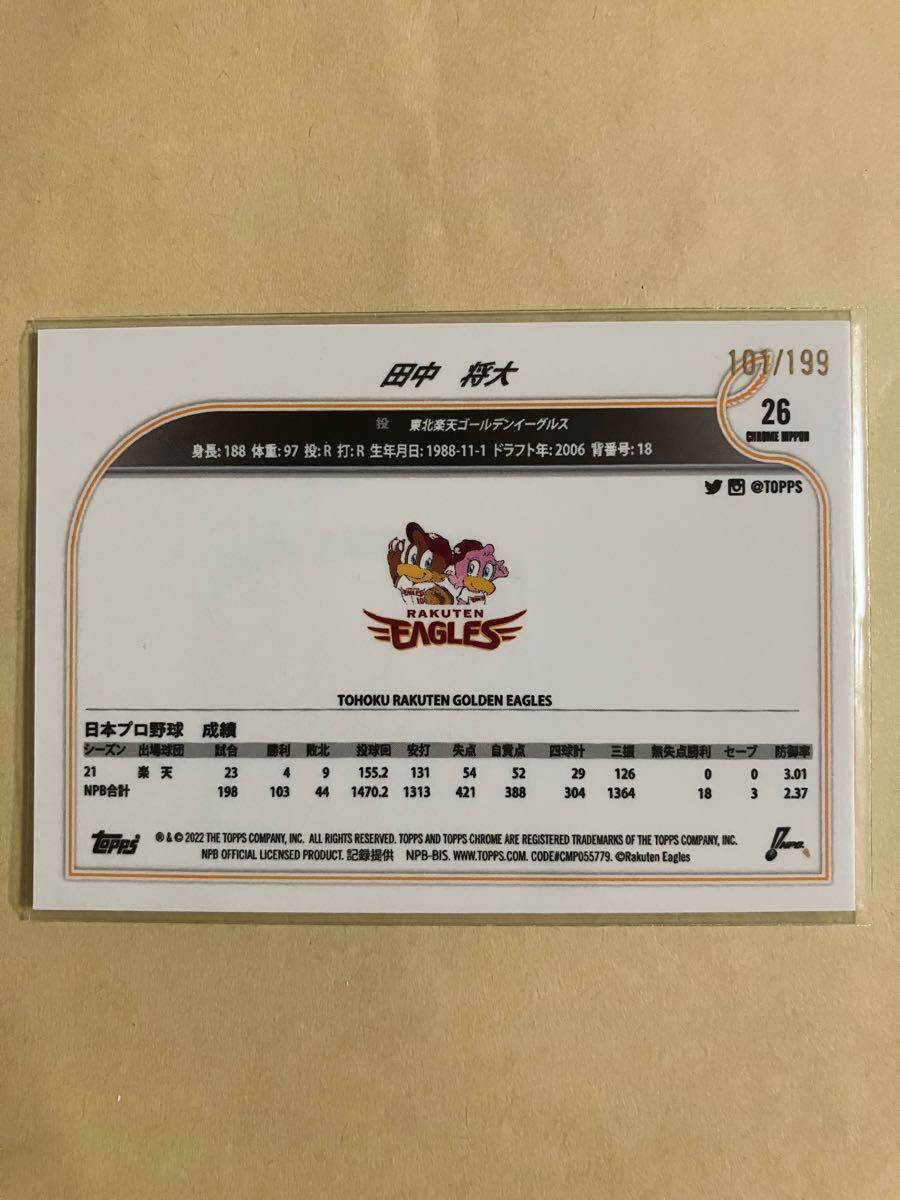 101/199
田中　将大
26
CHROME NIPPON
投　東北楽天ゴールデンイーグルス
身長: 188 体重: 97 投: R 打: R 生年月日: 1988-11-1 ドラフト年: 2006 背番号: 18
@TOPPS
EAGLES
10
RAKUTEN
EAGLES
TOHOKU RAKUTEN GOLDEN EAGLES
日本プロ野球　成績
シーズン 出場球団 試合 勝利 敗北 投球回 安打 失点 自責点 四球計 三振 無失点勝利 セーブ 防御率
21 楽 天 23 4 9 155.2 131 54 52 29 126 0 0 3.01
NPB合計 198 103 44 1470.2 1313 421 388 304 1364 18 3 2.37
Topps
® & © 2022 THE TOPPS COMPANY, INC. ALL RIGHTS RESERVED. TOPPS AND TOPPS CHROME ARE REGISTERED TRADEMARKS OF THE TOPPS COMPANY, INC.
NPB OFFICIAL LICENSED PRODUCT. 記録提供 NPB-BIS. WWW.TOPPS.COM. CODE#CMP055779. ©Rakuten Eagles
NPB